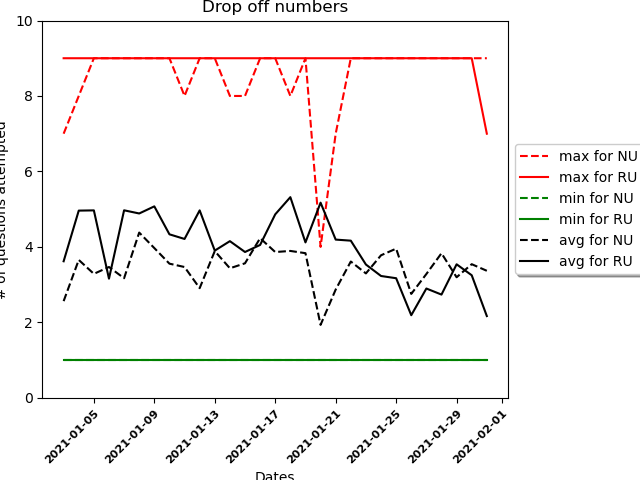 Drop off numbers
# of questions attempted
10
8
6
4
2
0
2021-01-05
2021-01-09
2021-01-13
2021-01-17
2021-01-21
2021-01-25
2021-01-29
2021-02-01
Dates
max for NU
max for RU
min for NU
min for RU
avg for NU
avg for RU